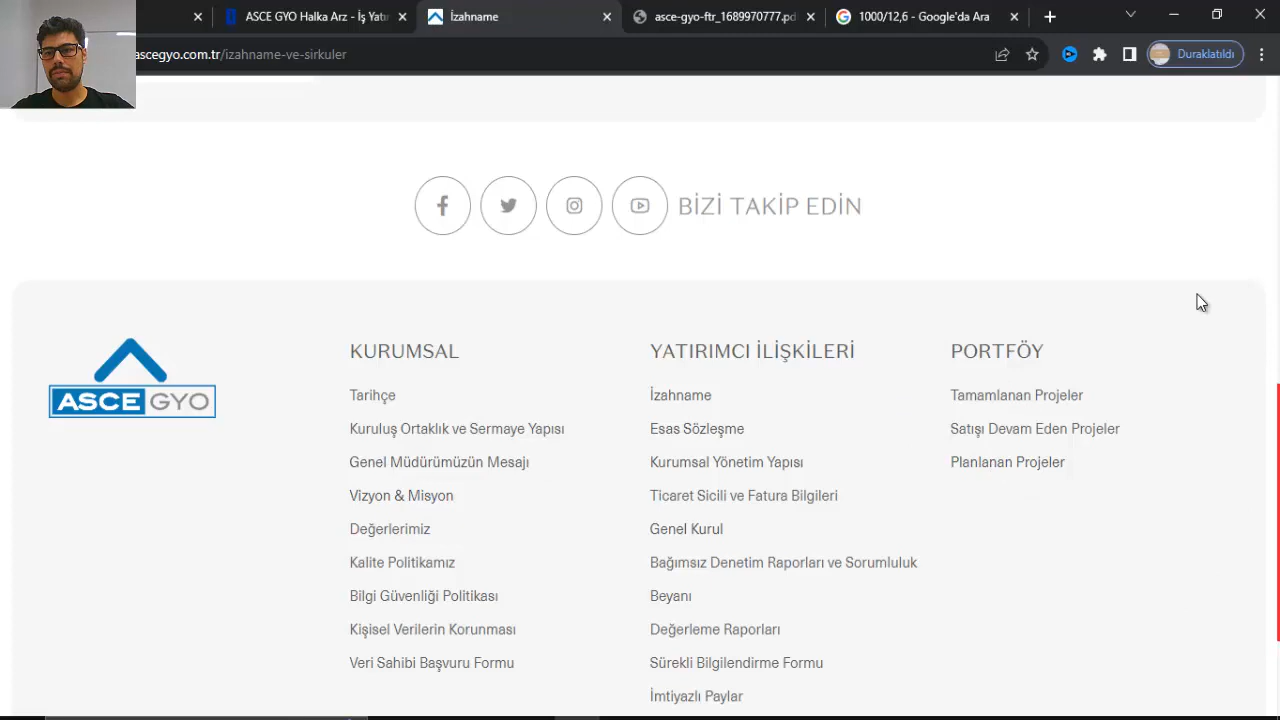 ASCE GYO Halka Arz - İş Yatır
İzahname
asce-gyo-ftr_1689970777.pd
1000/12,6 - Google'da Ara
ascegyo.com.tr/izahname-ve-sirkuler
Duraklatıldı
BİZİ TAKİP EDİN
ASCE GYO
KURUMSAL
Tarihçe
Kuruluş Ortaklık ve Sermaye Yapısı
Genel Müdürümüzün Mesajı
Vizyon & Misyon
Değerlerimiz
Kalite Politikamız
Bilgi Güvenliği Politikası
Kişisel Verilerin Korunması
Veri Sahibi Başvuru Formu
YATIRIMCI İLİŞKİLERİ
İzahname
Esas Sözleşme
Kurumsal Yönetim Yapısı
Ticaret Sicili ve Fatura Bilgileri
Genel Kurul
Bağımsız Denetim Raporları ve Sorumluluk
Beyanı
Değerleme Raporları
Sürekli Bilgilendirme Formu
İmtiyazlı Paylar
PORTFÖY
Tamamlanan Projeler
Satışı Devam Eden Projeler
Planlanan Projeler